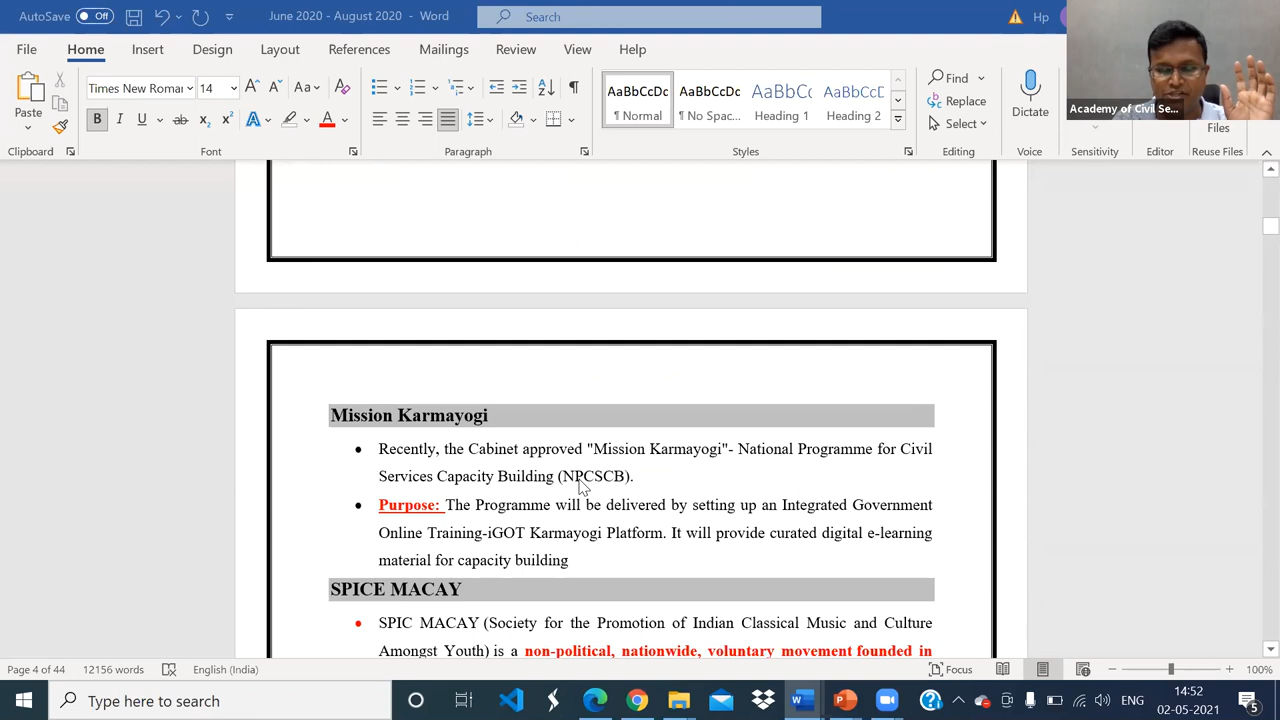 AutoSave Off June 2020 - August 2020 - Word Search Hp
File Home Insert Design Layout References Mailings Review View Help
Times New Roma 14 Aa AaBbCcDc AaBbCcDc AaBbCc AaBbCcD Find
Replace
Paste B I U ab x₂ x² A A ¶ Normal ¶ No Spac... Heading 1 Heading 2 Select Dictate
Academy of Civil Se...
Files
Clipboard Font Paragraph Styles Editing Voice Sensitivity Editor Reuse Files
Mission Karmayogi
• Recently, the Cabinet approved "Mission Karmayogi"- National Programme for Civil
Services Capacity Building (NPCSCB).
• Purpose: The Programme will be delivered by setting up an Integrated Government
Online Training-iGOT Karmayogi Platform. It will provide curated digital e-learning
material for capacity building
SPICE MACAY
• SPIC MACAY (Society for the Promotion of Indian Classical Music and Culture
Amongst Youth) is a non-political, nationwide, voluntary movement founded in
Page 4 of 44 12156 words English (India) Focus 100%
Type here to search ENG 14:52
02-05-2021 5